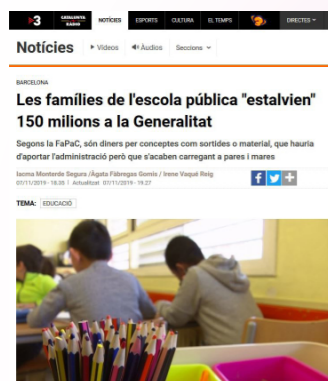 3 CATALUNYA RÀDIO NOTÍCIES ESPORTS CULTURA EL TEMPS DIRECTES
Notícies Vídeos Àudios Seccions
BARCELONA
Les famílies de l'escola pública "estalvien"
150 milions a la Generalitat
Segons la FaPaC, són diners per conceptes com sortides o material, que hauria
d'aportar l'administració però que s'acaben carregant a pares i mares
Iacma Monterde Segura /Àgata Fàbregas Gomis / Irene Vaqué Reig
07/11/2019 - 18.35 | Actualitzat 07/11/2019 - 19.27
TEMA: EDUCACIÓ